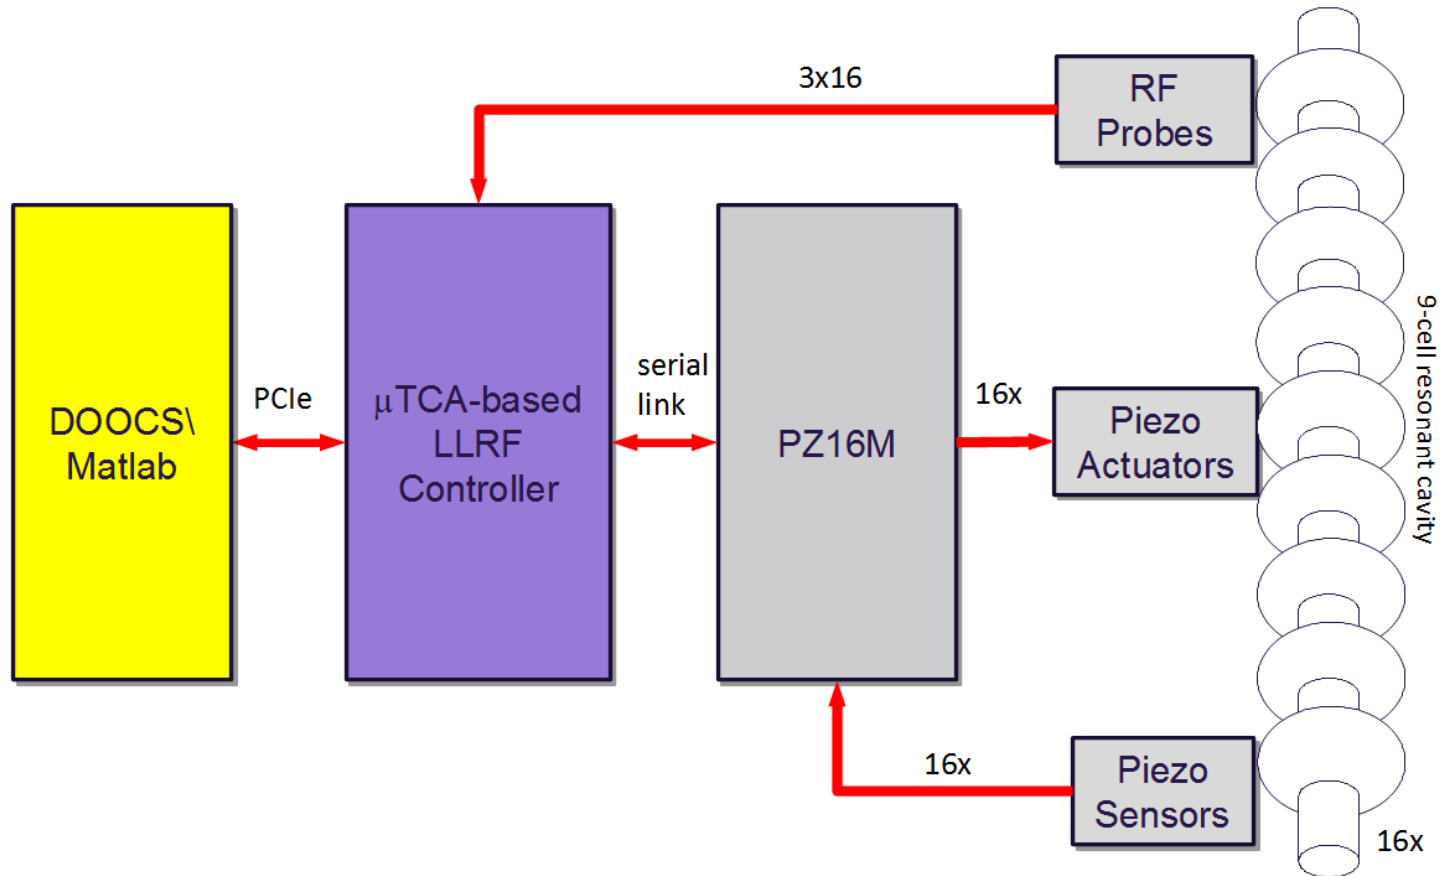 3x16
RF
Probes
DOOCS\
Matlab
PCIe
μTCA-based
LLRF
Controller
serial
link
PZ16M
16x
Piezo
Actuators
9-cell resonant cavity
16x
Piezo
Sensors
16x